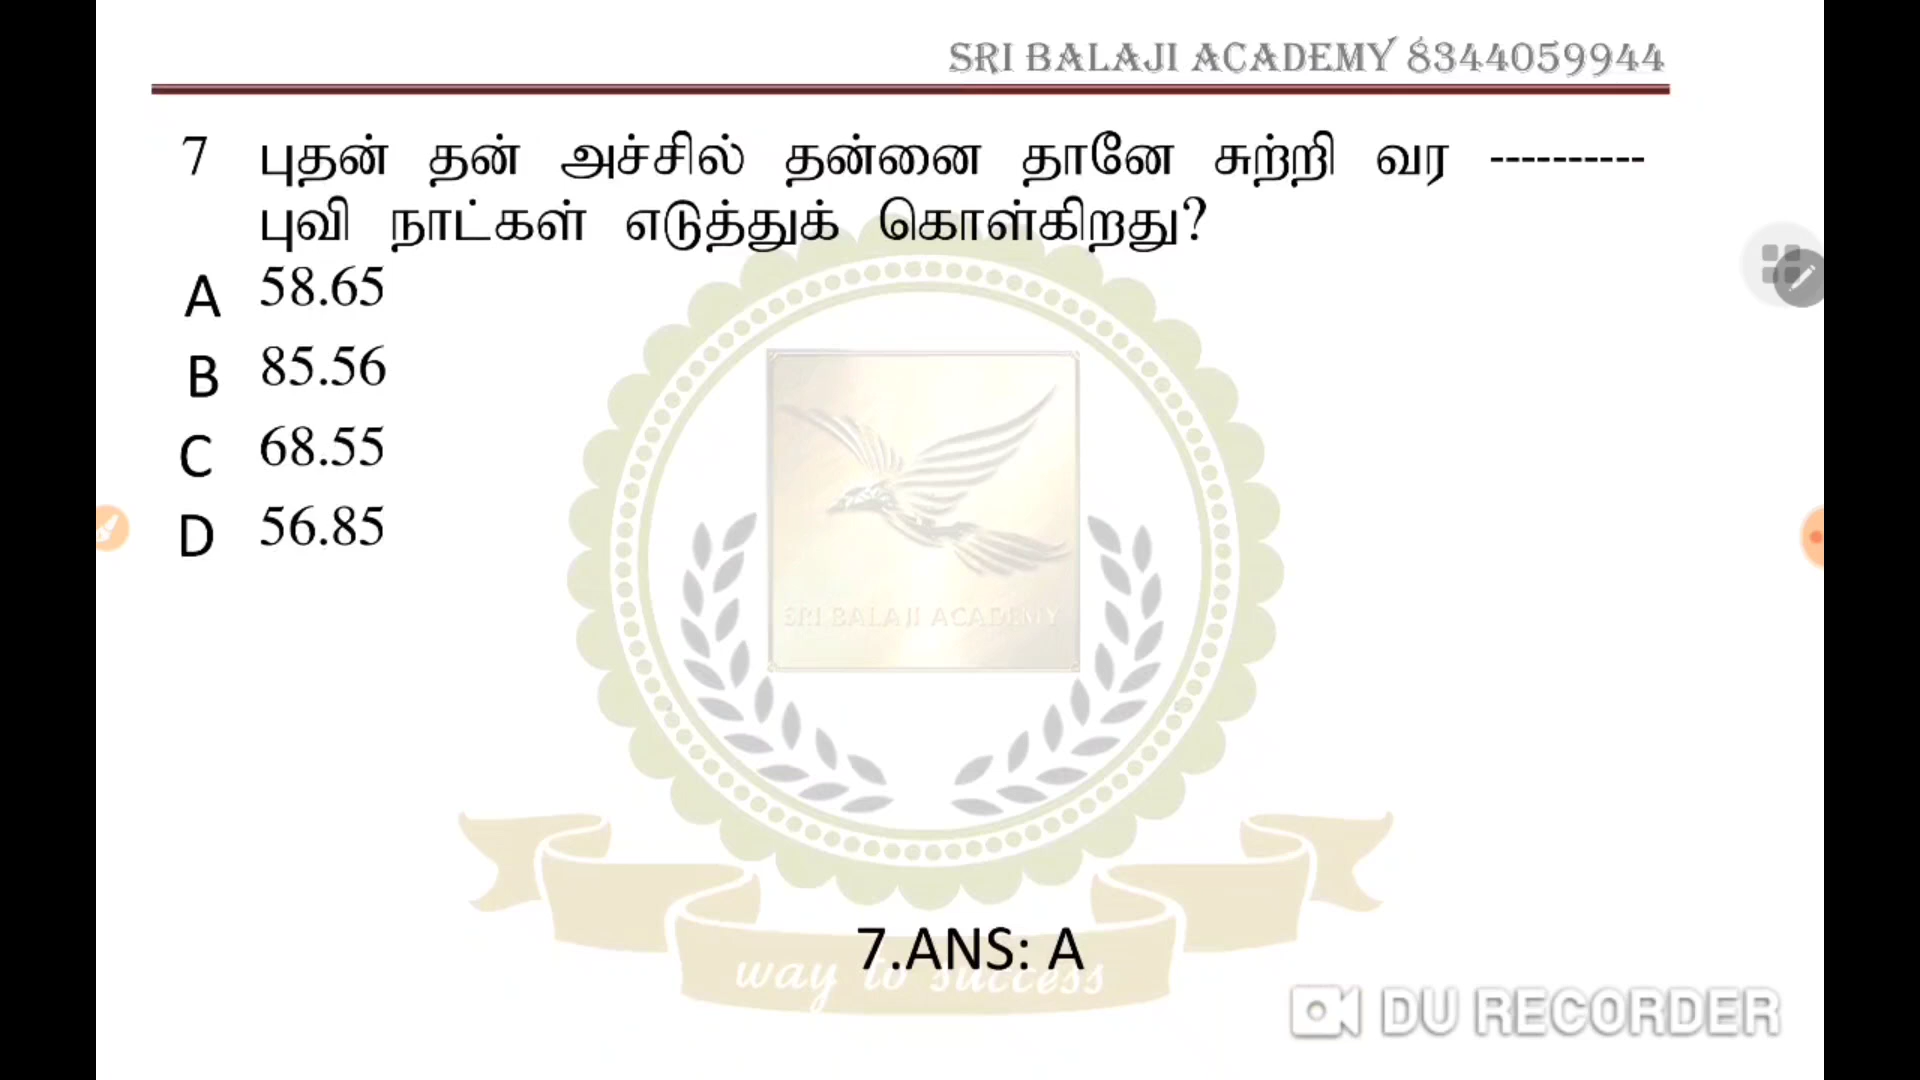 SRI BALAJI ACADEMY 8344059944
7 புதன் தன் அச்சில் தன்னை தானே சுற்றி வர ----------
புவி நாட்கள் எடுத்துக் கொள்கிறது?
A 58.65
B 85.56
C 68.55
D 56.85
SRI BALAJI ACADEMY
7.ANS: A
way to success
DU RECORDER